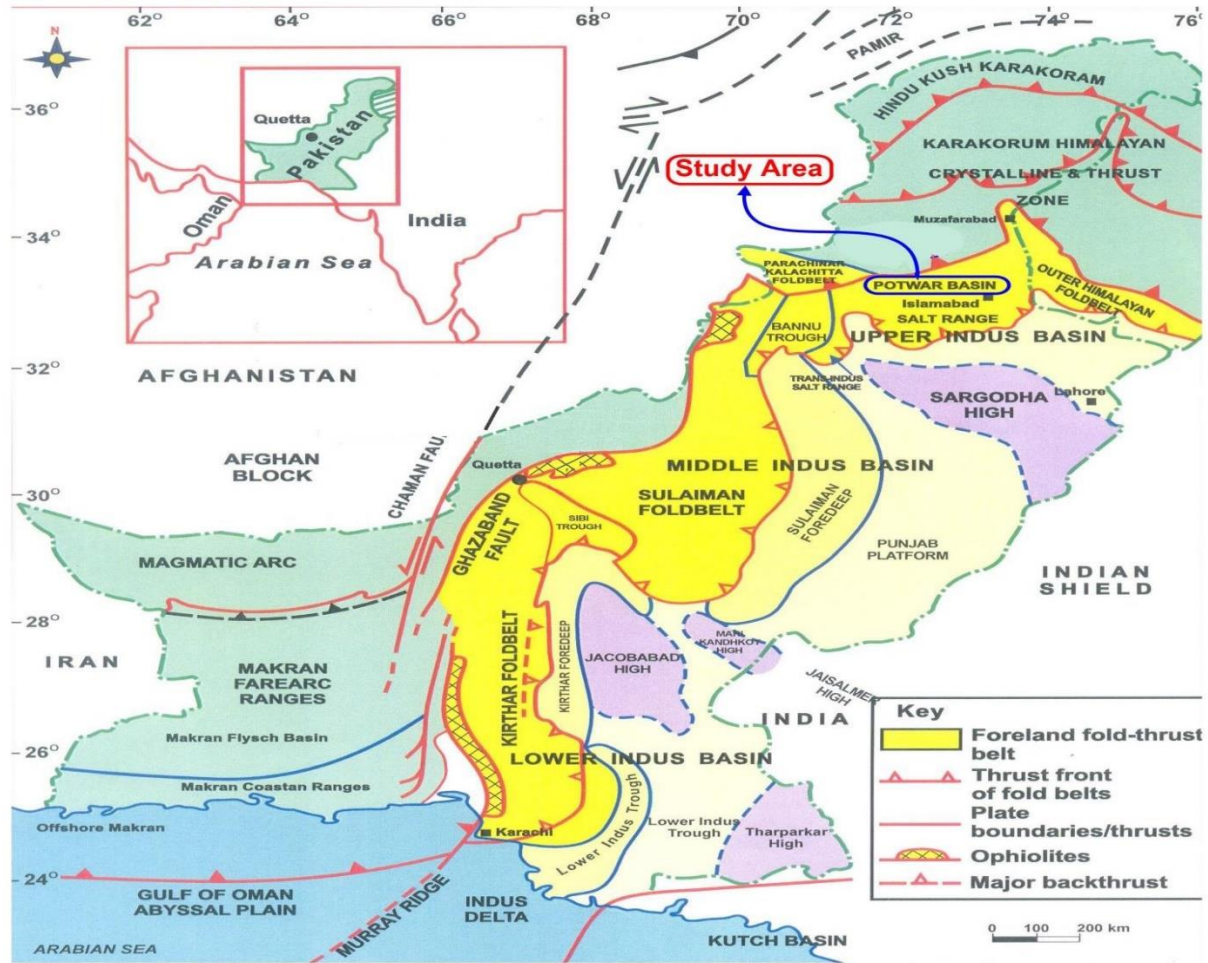 62°
64°
66°
68°
70°
72°
74°
76°
N
36°
34°
32°
30°
28°
26°
24°
Quetta
Pakistan
Oman
India
Arabian Sea
PAMIR
HINDU KUSH KARAKORAM
KARAKORUM HIMALAYAN
CRYSTALLINE & THRUST
ZONE
Study Area
Muzafarabad
PARACHINAR
KALACHITTA
FOLDBELT
POTWAR BASIN
Islamabad
SALT RANGE
OUTER HIMALAYAN
FOLDBELT
BANNU
TROUGH
UPPER INDUS BASIN
TRANS-INDUS
SALT RANGE
AFGHANISTAN
SARGODHA
HIGH
Lahore
AFGHAN
BLOCK
CHAMAN FAU.
Quetta
MIDDLE INDUS BASIN
SULAIMAN
FOLDBELT
GHAZABAND
FAULT
SIBI
TROUGH
SULAIMAN
FOREDEEP
PUNJAB
PLATFORM
MAGMATIC ARC
INDIAN
SHIELD
IRAN
MAKRAN
FAREARC
RANGES
KIRTHAR FOLDBELT
KIRTHAR FOREDEEP
JACOBABAD
HIGH
MARI
KANDHKOT
HIGH
JAISALMER
HIGH
INDIA
Makran Flysch Basin
LOWER INDUS BASIN
Makran Coastan Ranges
Offshore Makran
Karachi
Lower Indus Trough
Lower Indus
Trough
Tharparkar
High
GULF OF OMAN
ABYSSAL PLAIN
MURRAY RIDGE
INDUS
DELTA
ARABIAN SEA
KUTCH BASIN
Key
Foreland fold-thrust
belt
Thrust front
of fold belts
Plate
boundaries/thrusts
Ophiolites
Major backthrust
0 100 200 km